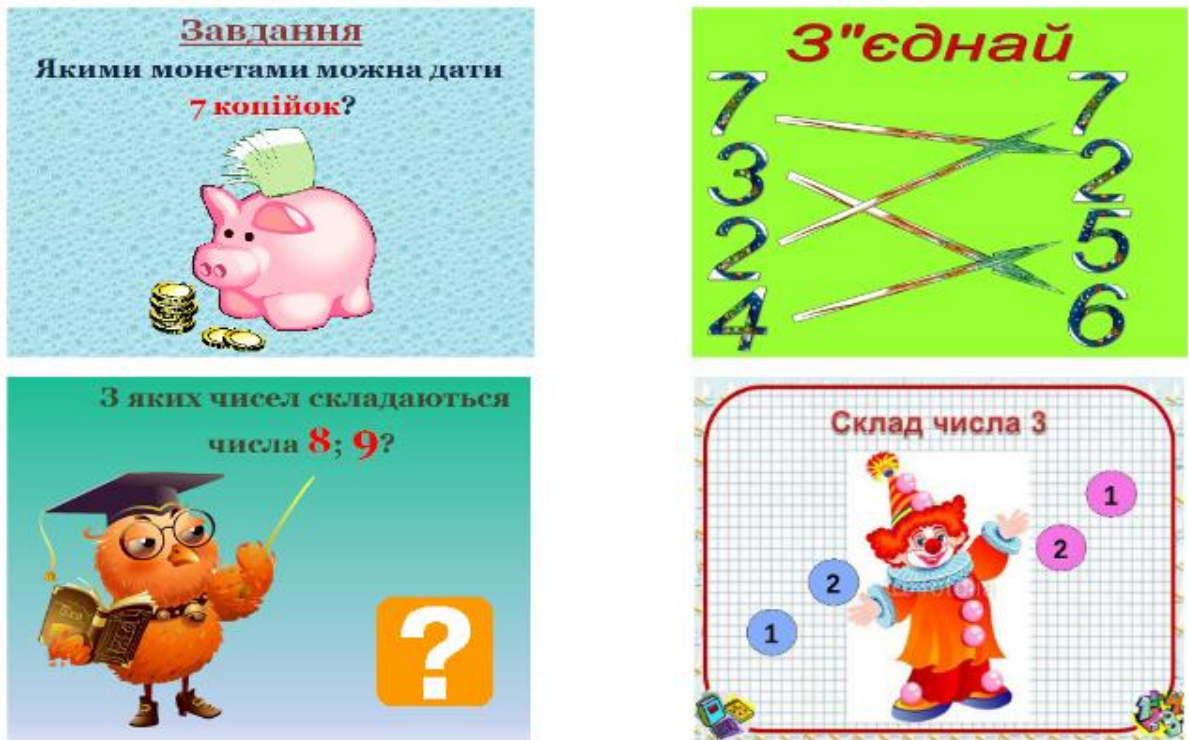 Завдання
Якими монетами можна дати
7 копійок?
З"єднай
7 7
3 2
2 5
4 6
З яких чисел складаються
числа 8; 9?
?
Склад числа 3
1
2
2
1